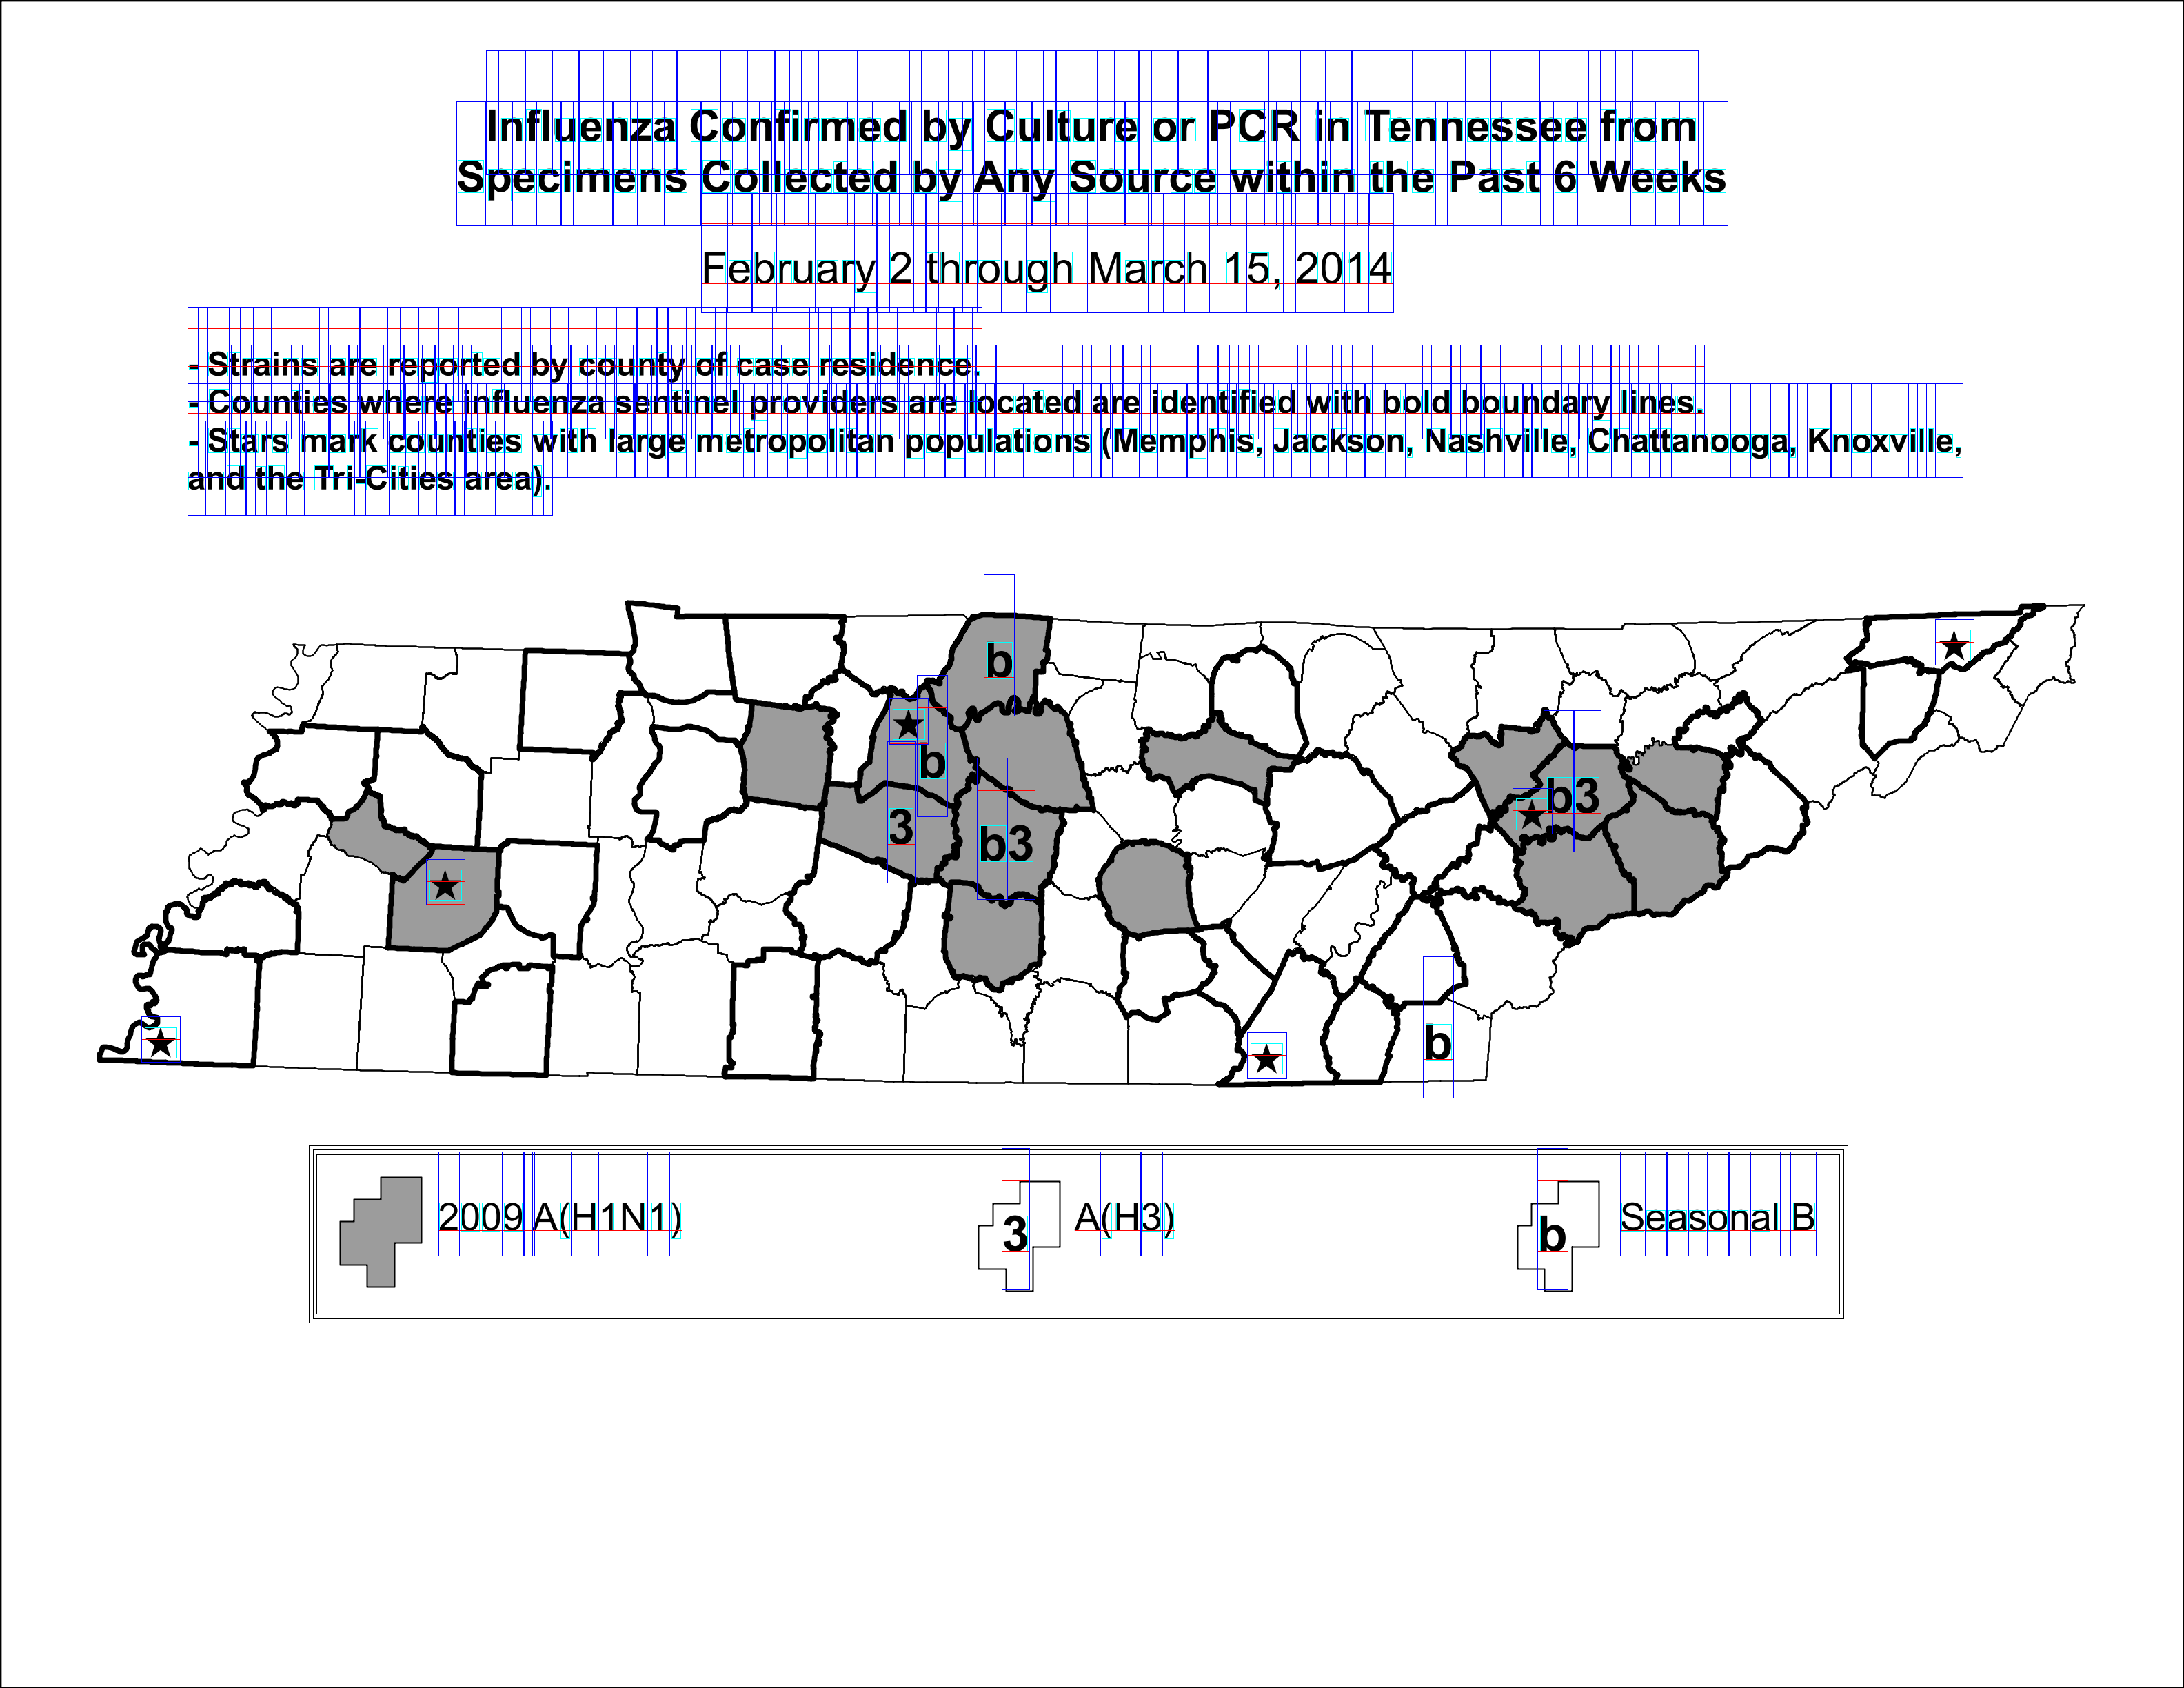 Influenza Confirmed by Culture or PCR in Tennessee from
Specimens Collected by Any Source within the Past 6 Weeks
February 2 through March 15, 2014
- Strains are reported by county of case residence.
- Counties where influenza sentinel providers are located are identified with bold boundary lines.
- Stars mark counties with large metropolitan populations (Memphis, Jackson, Nashville, Chattanooga, Knoxville,
and the Tri-Cities area).
b
b
b3
3
b3
b
2009 A(H1N1)
3 A(H3)
b Seasonal B